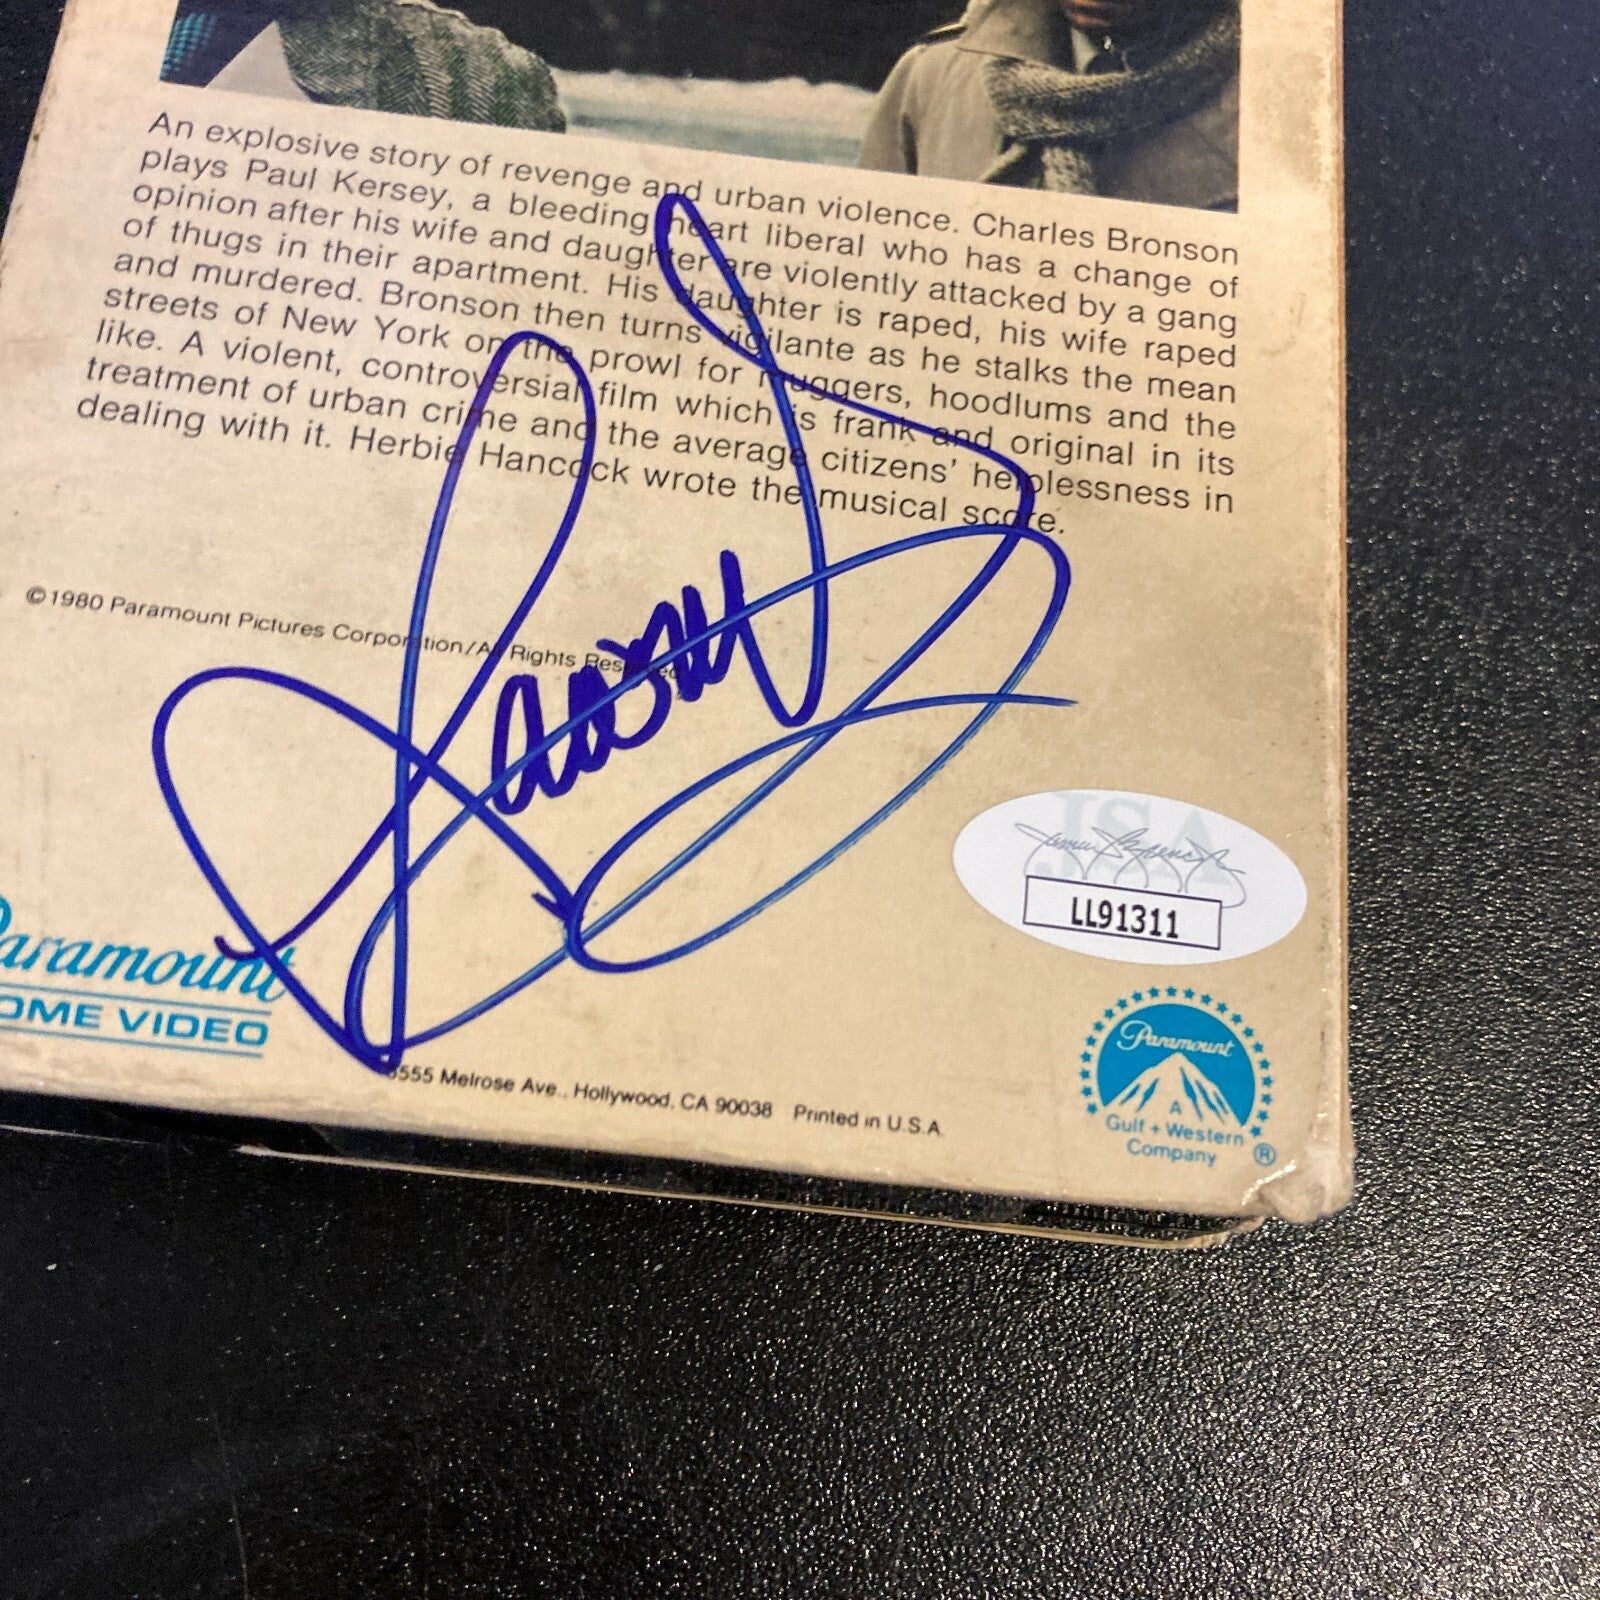 An explosive story of revenge and urban violence. Charles Bronson
plays Paul Kersey, a bleeding heart liberal who has a change of
opinion after his wife and daughter are violently attacked by a gang
of thugs in their apartment. His daughter is raped, his wife raped
and murdered. Bronson then turns vigilante as he stalks the mean
streets of New York on the prowl for muggers, hoodlums and the
like. A violent, controversial film which is frank and original in its
treatment of urban crime and the average citizens' helplessness in
dealing with it. Herbie Hancock wrote the musical score.
©1980 Paramount Pictures Corporation/All Rights Reserved
JSA
LL91311
Paramount
HOME VIDEO
5555 Melrose Ave., Hollywood, CA 90038 Printed in U.S.A.
Paramount
A
Gulf + Western
Company ®